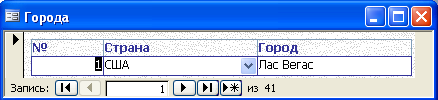 Города
№ Страна Город
1 США Лас Вегас
Запись: 1 из 41